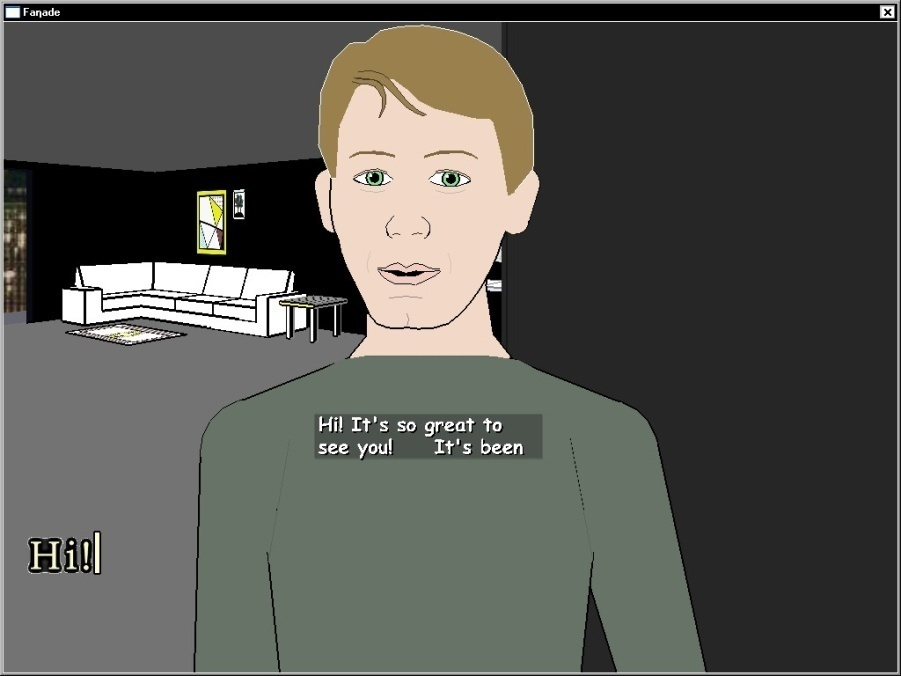 Façade
Hi! It's so great to
see you! It's been
Hi!